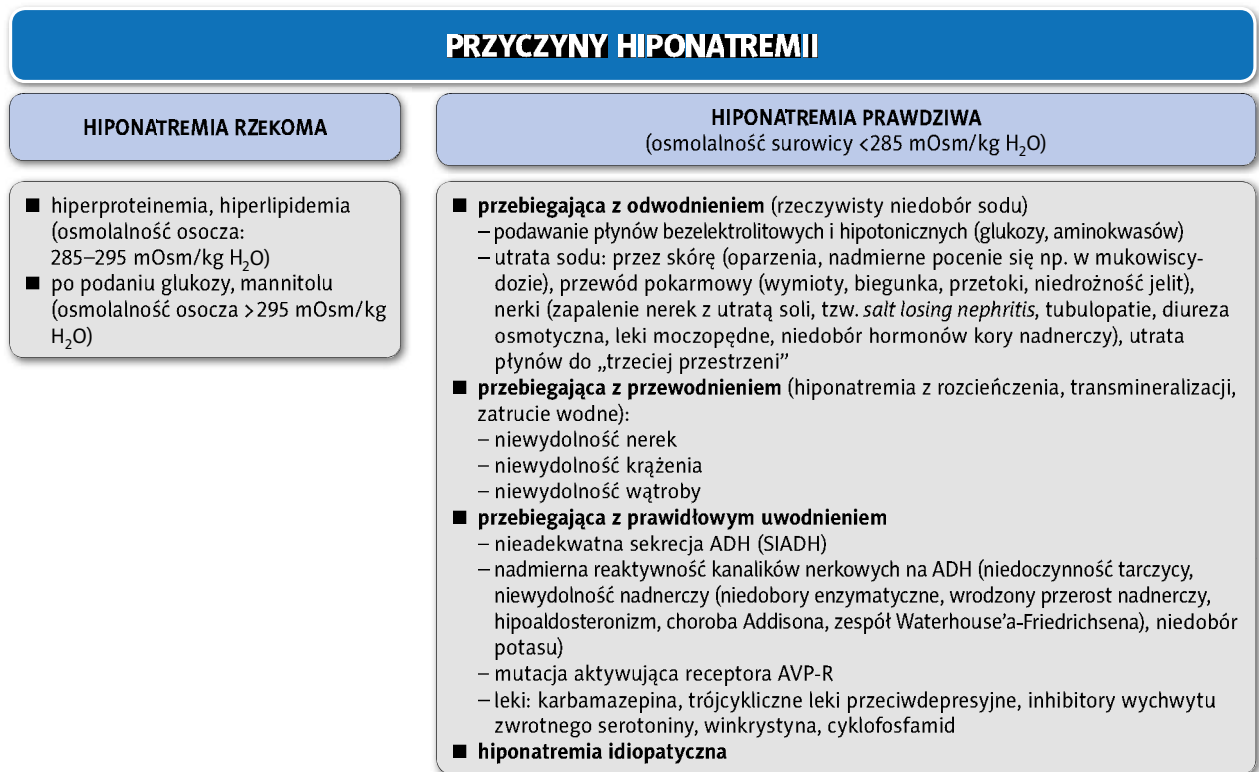 PRZYCZYNY HIPONATREMII
HIPONATREMIA RZEKOMA
■ hiperproteinemia, hiperlipidemia
(osmolalność osocza:
285–295 mOsm/kg H₂O)
■ po podaniu glukozy, mannitolu
(osmolalność osocza >295 mOsm/kg
H₂O)
HIPONATREMIA PRAWDZIWA
(osmolalność surowicy <285 mOsm/kg H₂O)
■ przebiegająca z odwodnieniem (rzeczywisty niedobór sodu)
– podawanie płynów bezelektrolitowych i hipotonicznych (glukozy, aminokwasów)
– utrata sodu: przez skórę (oparzenia, nadmierne pocenie się np. w mukowiscy-
dozie), przewód pokarmowy (wymioty, biegunka, przetoki, niedrożność jelit),
nerki (zapalenie nerek z utratą soli, tzw. salt losing nephritis, tubulopatie, diureza
osmotyczna, leki moczopędne, niedobór hormonów kory nadnerczy), utrata
płynów do „trzeciej przestrzeni”
■ przebiegająca z przewodnieniem (hiponatremia z rozcieńczenia, transmineralizacji,
zatrucie wodne):
– niewydolność nerek
– niewydolność krążenia
– niewydolność wątroby
■ przebiegająca z prawidłowym uwodnieniem
– nieadekwatna sekrecja ADH (SIADH)
– nadmierna reaktywność kanalików nerkowych na ADH (niedoczynność tarczycy,
niewydolność nadnerczy (niedobory enzymatyczne, wrodzony przerost nadnerczy,
hipoaldosteronizm, choroba Addisona, zespół Waterhouse’a-Friedrichsena), niedobór
potasu)
– mutacja aktywująca receptora AVP-R
– leki: karbamazepina, trójcykliczne leki przeciwdepresyjne, inhibitory wychwytu
zwrotnego serotoniny, winkrystyna, cyklofosfamid
■ hiponatremia idiopatyczna